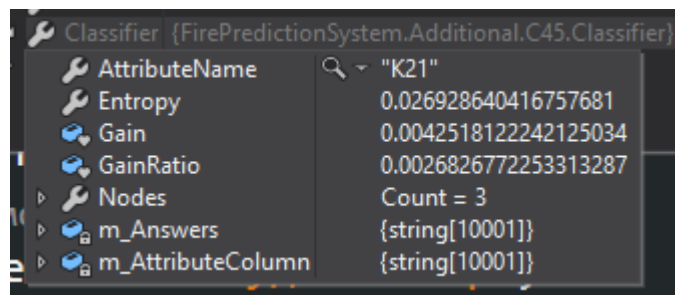 Classifier {FirePredictionSystem.Additional.C45.Classifier}
AttributeName "K21"
Entropy 0.026928640416757681
Gain 0.0042518122242125034
GainRatio 0.0026826772253313287
Nodes Count = 3
m_Answers {string[10001]}
m_AttributeColumn {string[10001]}